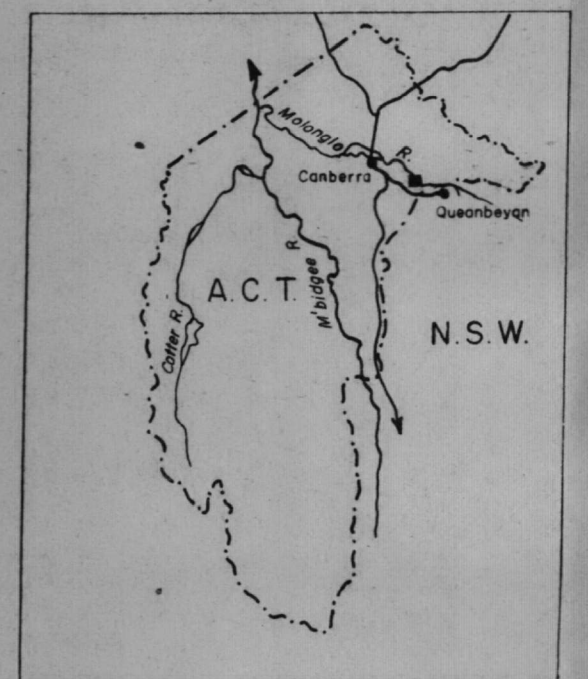 Molonglo R.
Canberra
Queanbeyan
R.
A.C.T.
M'bidgee
N.S.W.
Cotter R.